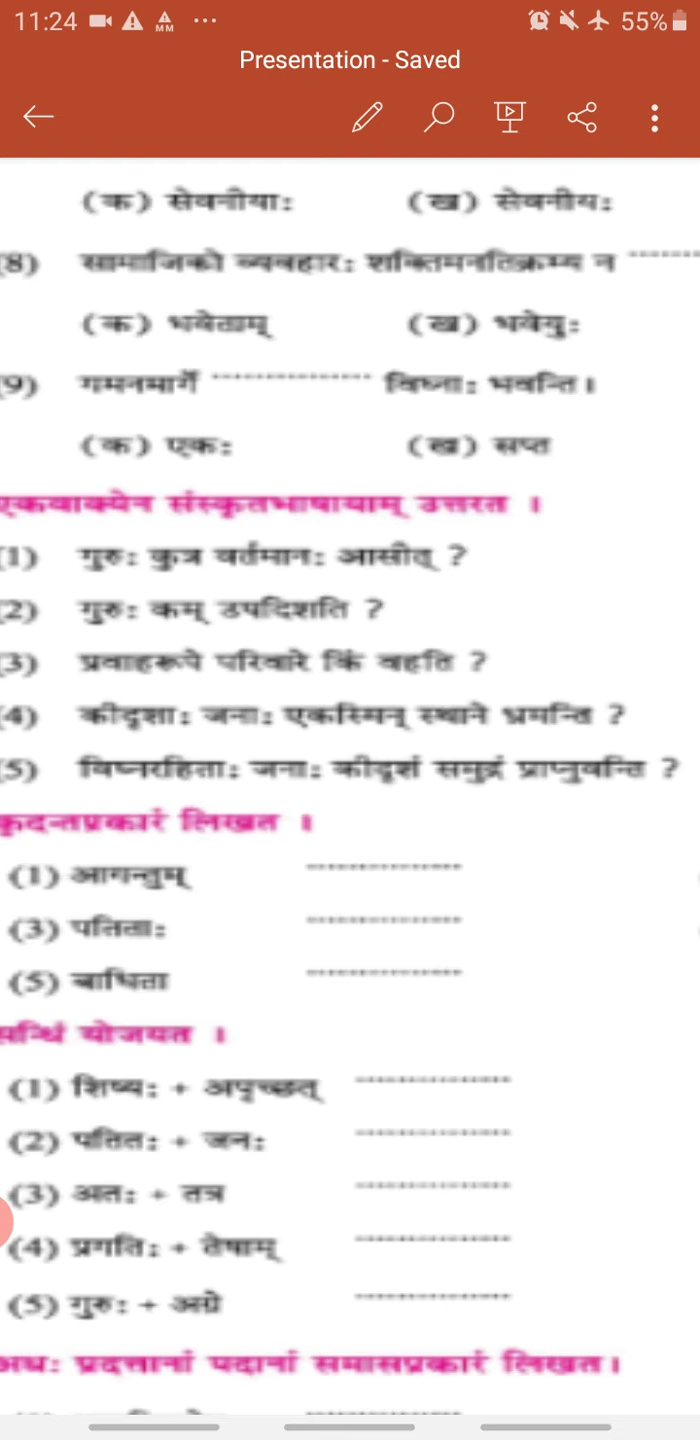 11:24 55%
Presentation - Saved
(क) सेवनीयाः (ख) सेवनीयः
(8) सामाजिको व्यवहारः शक्तिमनतिक्रम्य न ----------
(क) भवेताम् (ख) भवेयुः
(9) गमनमार्गे ---------------- विघ्नाः भवन्ति।
(क) एकः (ख) सप्त
एकवाक्येन संस्कृतभाषायाम् उत्तरत ।
(1) गुरुः कुत्र वर्तमानः आसीत् ?
(2) गुरुः कम् उपदिशति ?
(3) प्रवाहरूपे परिवारे किं वहति ?
(4) कीदृशाः जनाः एकस्मिन् स्थाने भ्रमन्ति ?
(5) विघ्नरहिताः जनाः कीदृशं समुद्रं प्राप्नुवन्ति ?
कृदन्तप्रकारं लिखत ।
(1) आगन्तुम् ----------------
(3) पतिताः ----------------
(5) बाधिता ----------------
सन्धिं योजयत ।
(1) शिष्यः + अपृच्छत् ----------------
(2) पतितः + जनः ----------------
(3) अतः + तत्र ----------------
(4) प्रगतिः + तेषाम् ----------------
(5) गुरुः + अग्रे ----------------
अधः प्रदत्तानां पदानां समासप्रकारं लिखत।